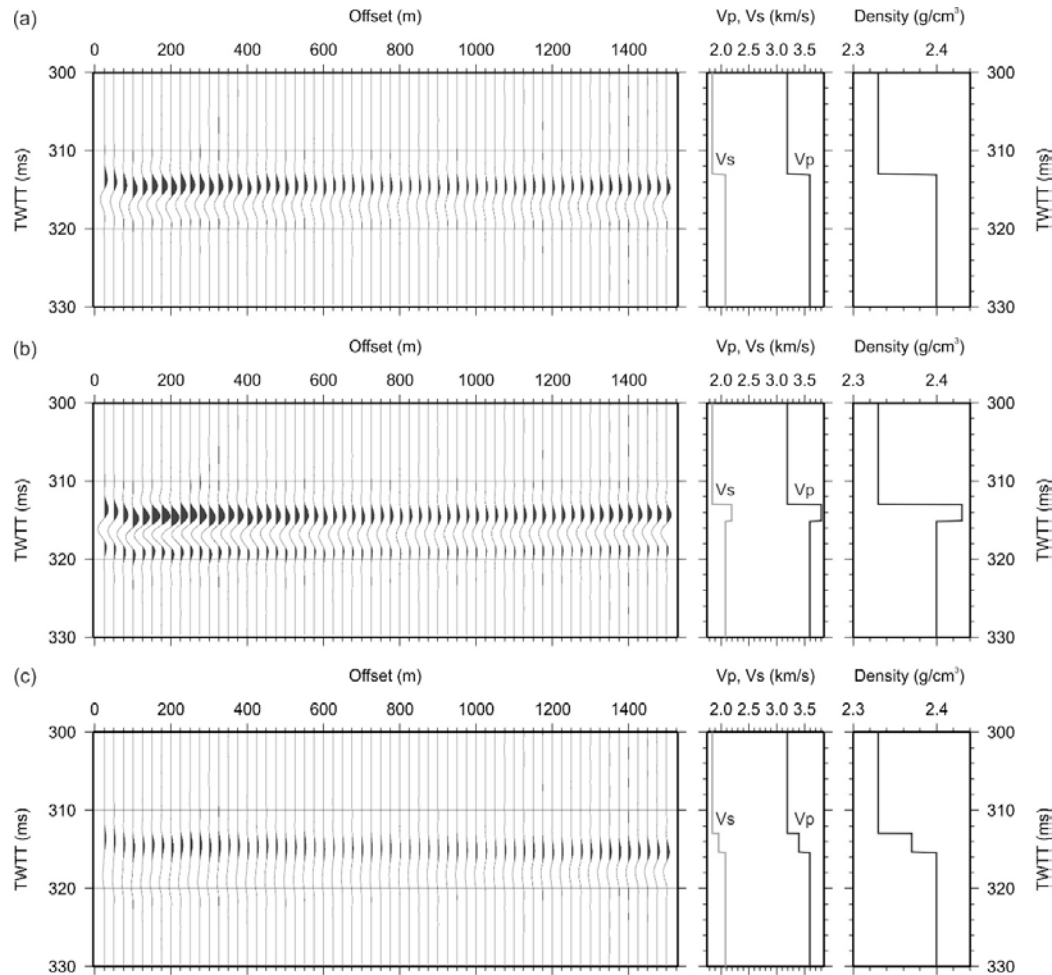 (a)
Offset (m)
Vp, Vs (km/s)
Density (g/cm³)
0 200 400 600 800 1000 1200 1400
2.0 2.5 3.0 3.5
2.3 2.4
300 300
310 310
Vs Vp
TWTT (ms) TWTT (ms)
320 320
330 330
(b)
Offset (m)
Vp, Vs (km/s)
Density (g/cm³)
0 200 400 600 800 1000 1200 1400
2.0 2.5 3.0 3.5
2.3 2.4
300 300
310 310
Vs Vp
TWTT (ms) TWTT (ms)
320 320
330 330
(c)
Offset (m)
Vp, Vs (km/s)
Density (g/cm³)
0 200 400 600 800 1000 1200 1400
2.0 2.5 3.0 3.5
2.3 2.4
300 300
310 310
Vs Vp
TWTT (ms) TWTT (ms)
320 320
330 330